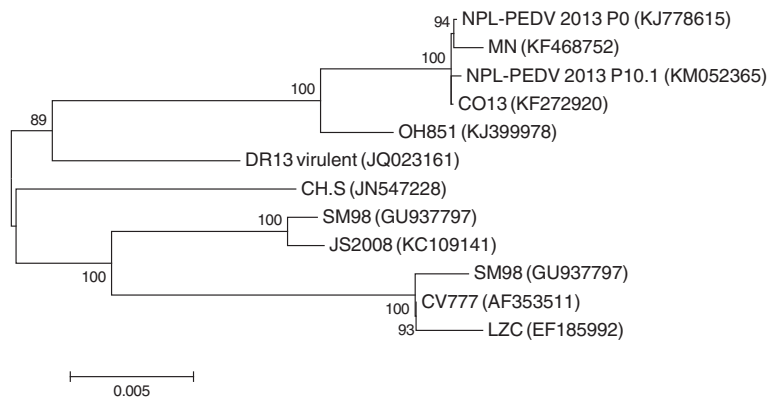 94
NPL-PEDV 2013 P0 (KJ778615)
MN (KF468752)
100
NPL-PEDV 2013 P10.1 (KM052365)
100
CO13 (KF272920)
89
OH851 (KJ399978)
DR13 virulent (JQ023161)
CH.S (JN547228)
100
SM98 (GU937797)
JS2008 (KC109141)
100
SM98 (GU937797)
CV777 (AF353511)
100
93
LZC (EF185992)
0.005